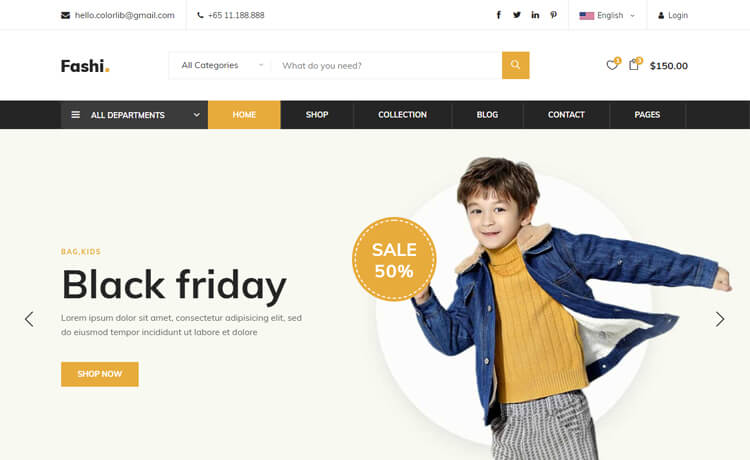 hello.colorlib@gmail.com
+65 11.188.888
English
Login
Fashi.
All Categories
What do you need?
1
3
$150.00
ALL DEPARTMENTS
HOME
SHOP
COLLECTION
BLOG
CONTACT
PAGES
BAG,KIDS
Black friday
Lorem ipsum dolor sit amet, consectetur adipisicing elit, sed
do eiusmod tempor incididunt ut labore et dolore
SHOP NOW
SALE
50%